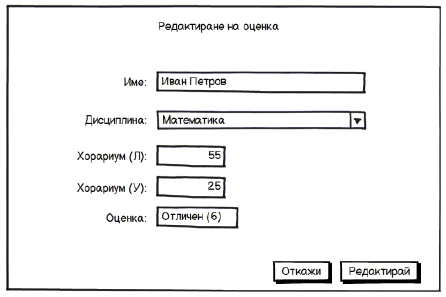 Редактиране на оценка
Име: Иван Петров
Дисциплина: Математика
Хорариум (Л): 55
Хорариум (У): 25
Оценка: Отличен (6)
Откажи Редактирай